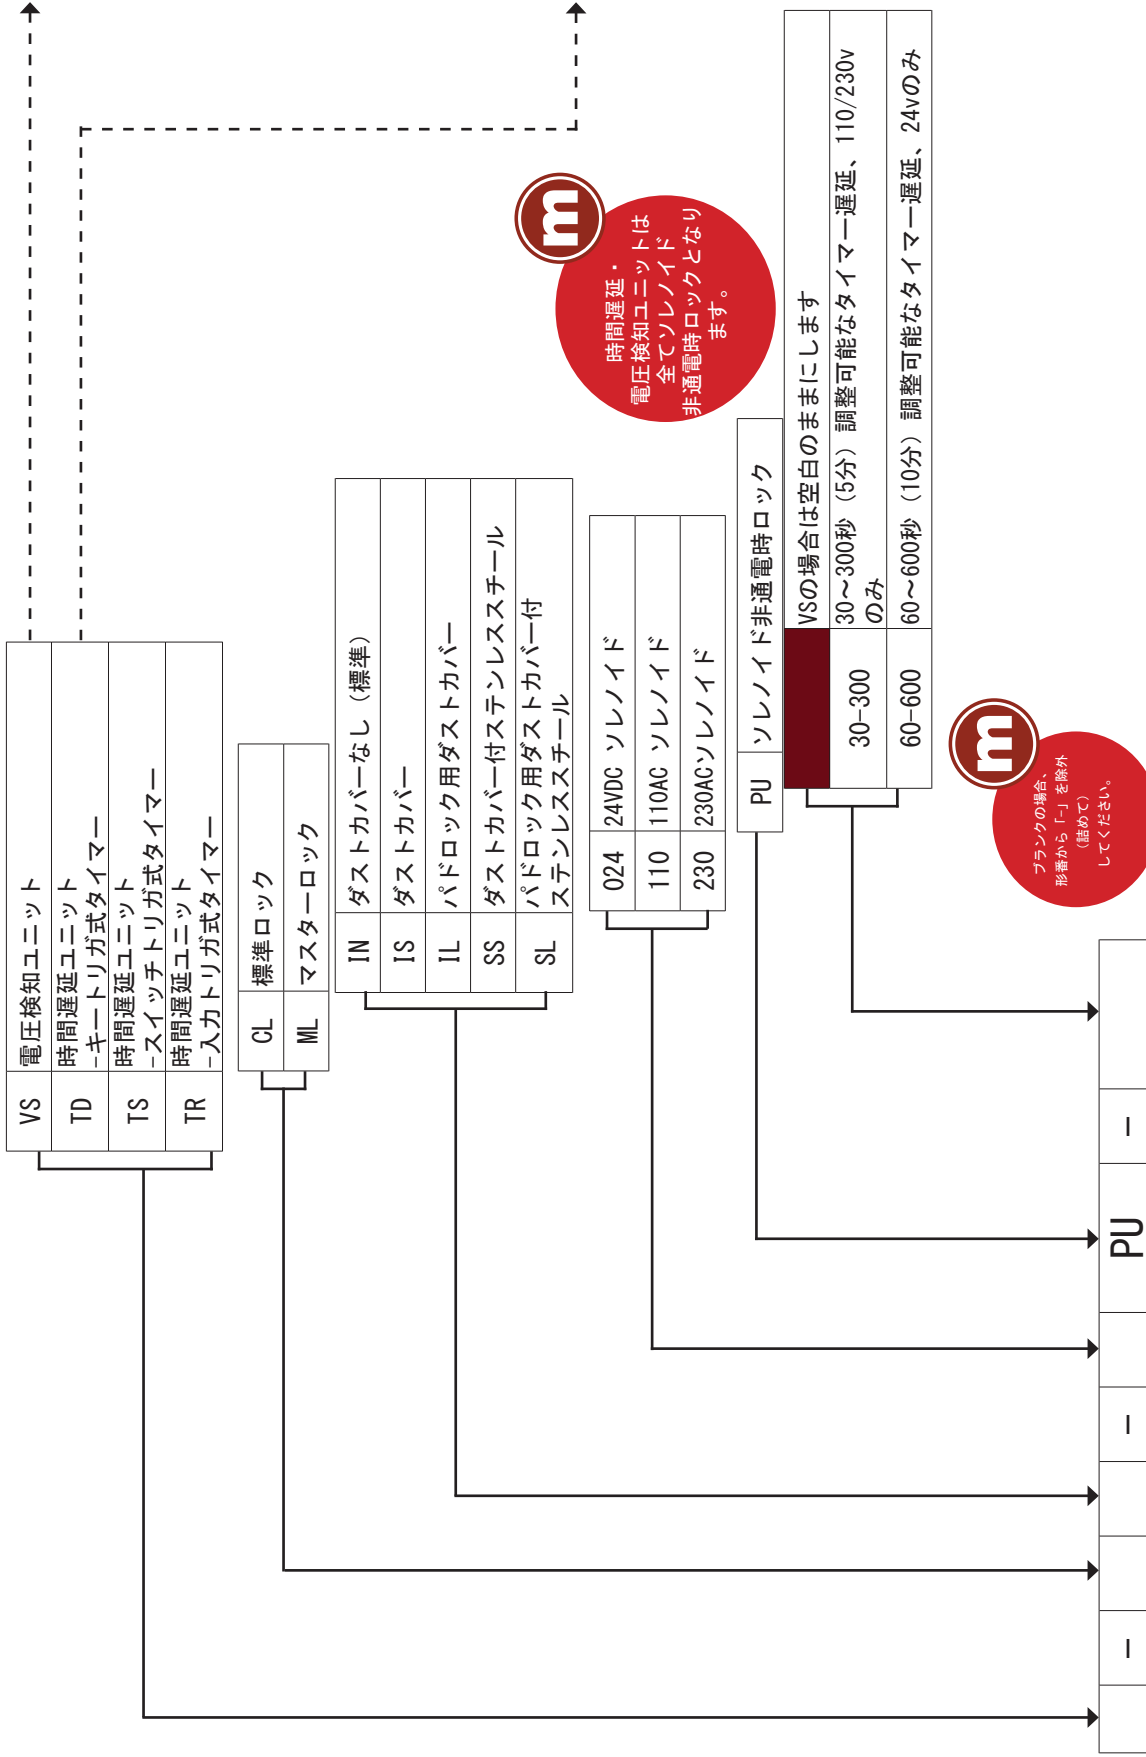 VS 電圧検知ユニット
TD 時間遅延ユニット
-キートリガ式タイマー
TS 時間遅延ユニット
-スイッチトリガ式タイマー
TR 時間遅延ユニット
-入力トリガ式タイマー
CL 標準ロック
ML マスターロック
IN ダストカバーなし（標準）
IS ダストカバー
IL パドロック用ダストカバー
SS ダストカバー付ステンレススチール
SL パドロック用ダストカバー付
ステンレススチール
024 24VDC ソレノイド
110 110AC ソレノイド
230 230ACソレノイド
m
時間遅延・
電圧検知ユニットは
全てソレノイド
非通電時ロックとなり
ます。
PU ソレノイド非通電時ロック
VSの場合は空白のままにします
30-300 30～300秒（5分）調整可能なタイマー遅延、110/230v
のみ
60-600 60～600秒（10分）調整可能なタイマー遅延、24vのみ
m
ブランクの場合、
形番から「-」を除外
（詰めて）
してください。
- - PU -